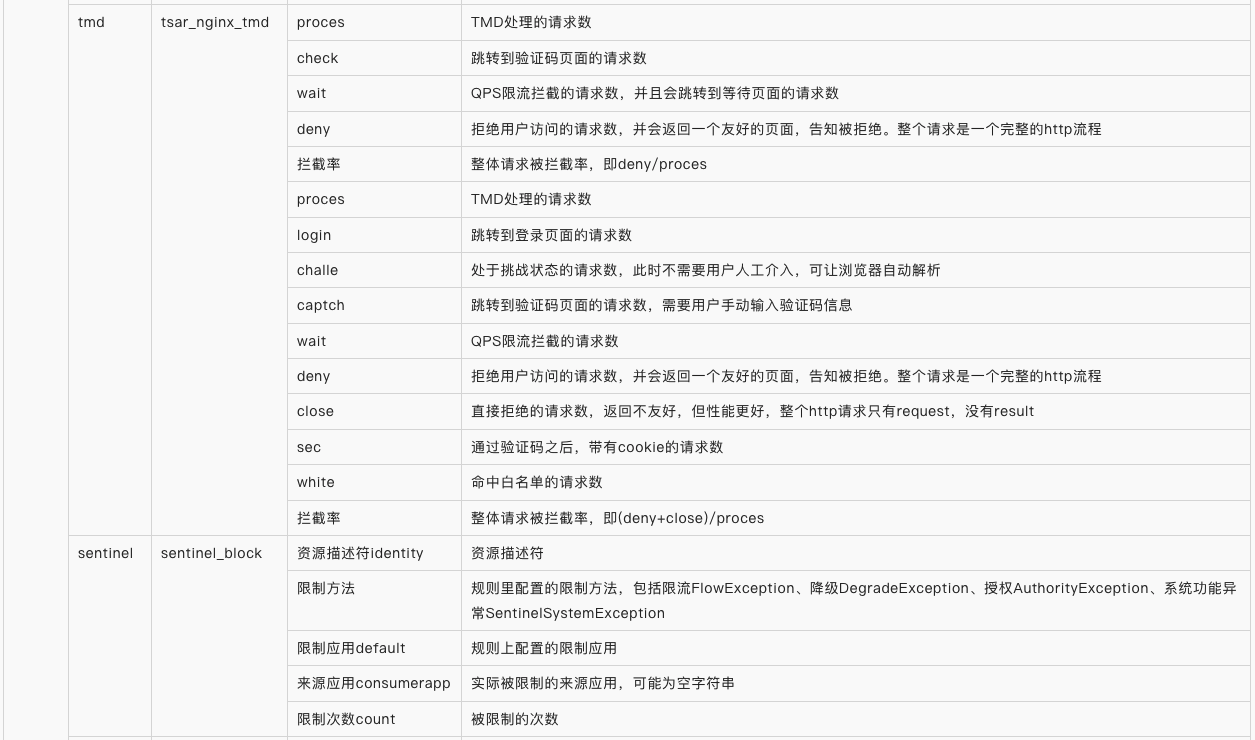 tmd tsar_nginx_tmd proces TMD处理的请求数
check 跳转到验证码页面的请求数
wait QPS限流拦截的请求数，并且会跳转到等待页面的请求数
deny 拒绝用户访问的请求数，并会返回一个友好的页面，告知被拒绝。整个请求是一个完整的http流程
拦截率 整体请求被拦截率，即deny/proces
proces TMD处理的请求数
login 跳转到登录页面的请求数
challe 处于挑战状态的请求数，此时不需要用户人工介入，可让浏览器自动解析
captch 跳转到验证码页面的请求数，需要用户手动输入验证码信息
wait QPS限流拦截的请求数
deny 拒绝用户访问的请求数，并会返回一个友好的页面，告知被拒绝。整个请求是一个完整的http流程
close 直接拒绝的请求数，返回不友好，但性能更好，整个http请求只有request，没有result
sec 通过验证码之后，带有cookie的请求数
white 命中白名单的请求数
拦截率 整体请求被拦截率，即(deny+close)/proces
sentinel sentinel_block 资源描述符identity 资源描述符
限制方法 规则里配置的限制方法，包括限流FlowException、降级DegradeException、授权AuthorityException、系统功能异
常SentinelSystemException
限制应用default 规则上配置的限制应用
来源应用consumerapp 实际被限制的来源应用，可能为空字符串
限制次数count 被限制的次数